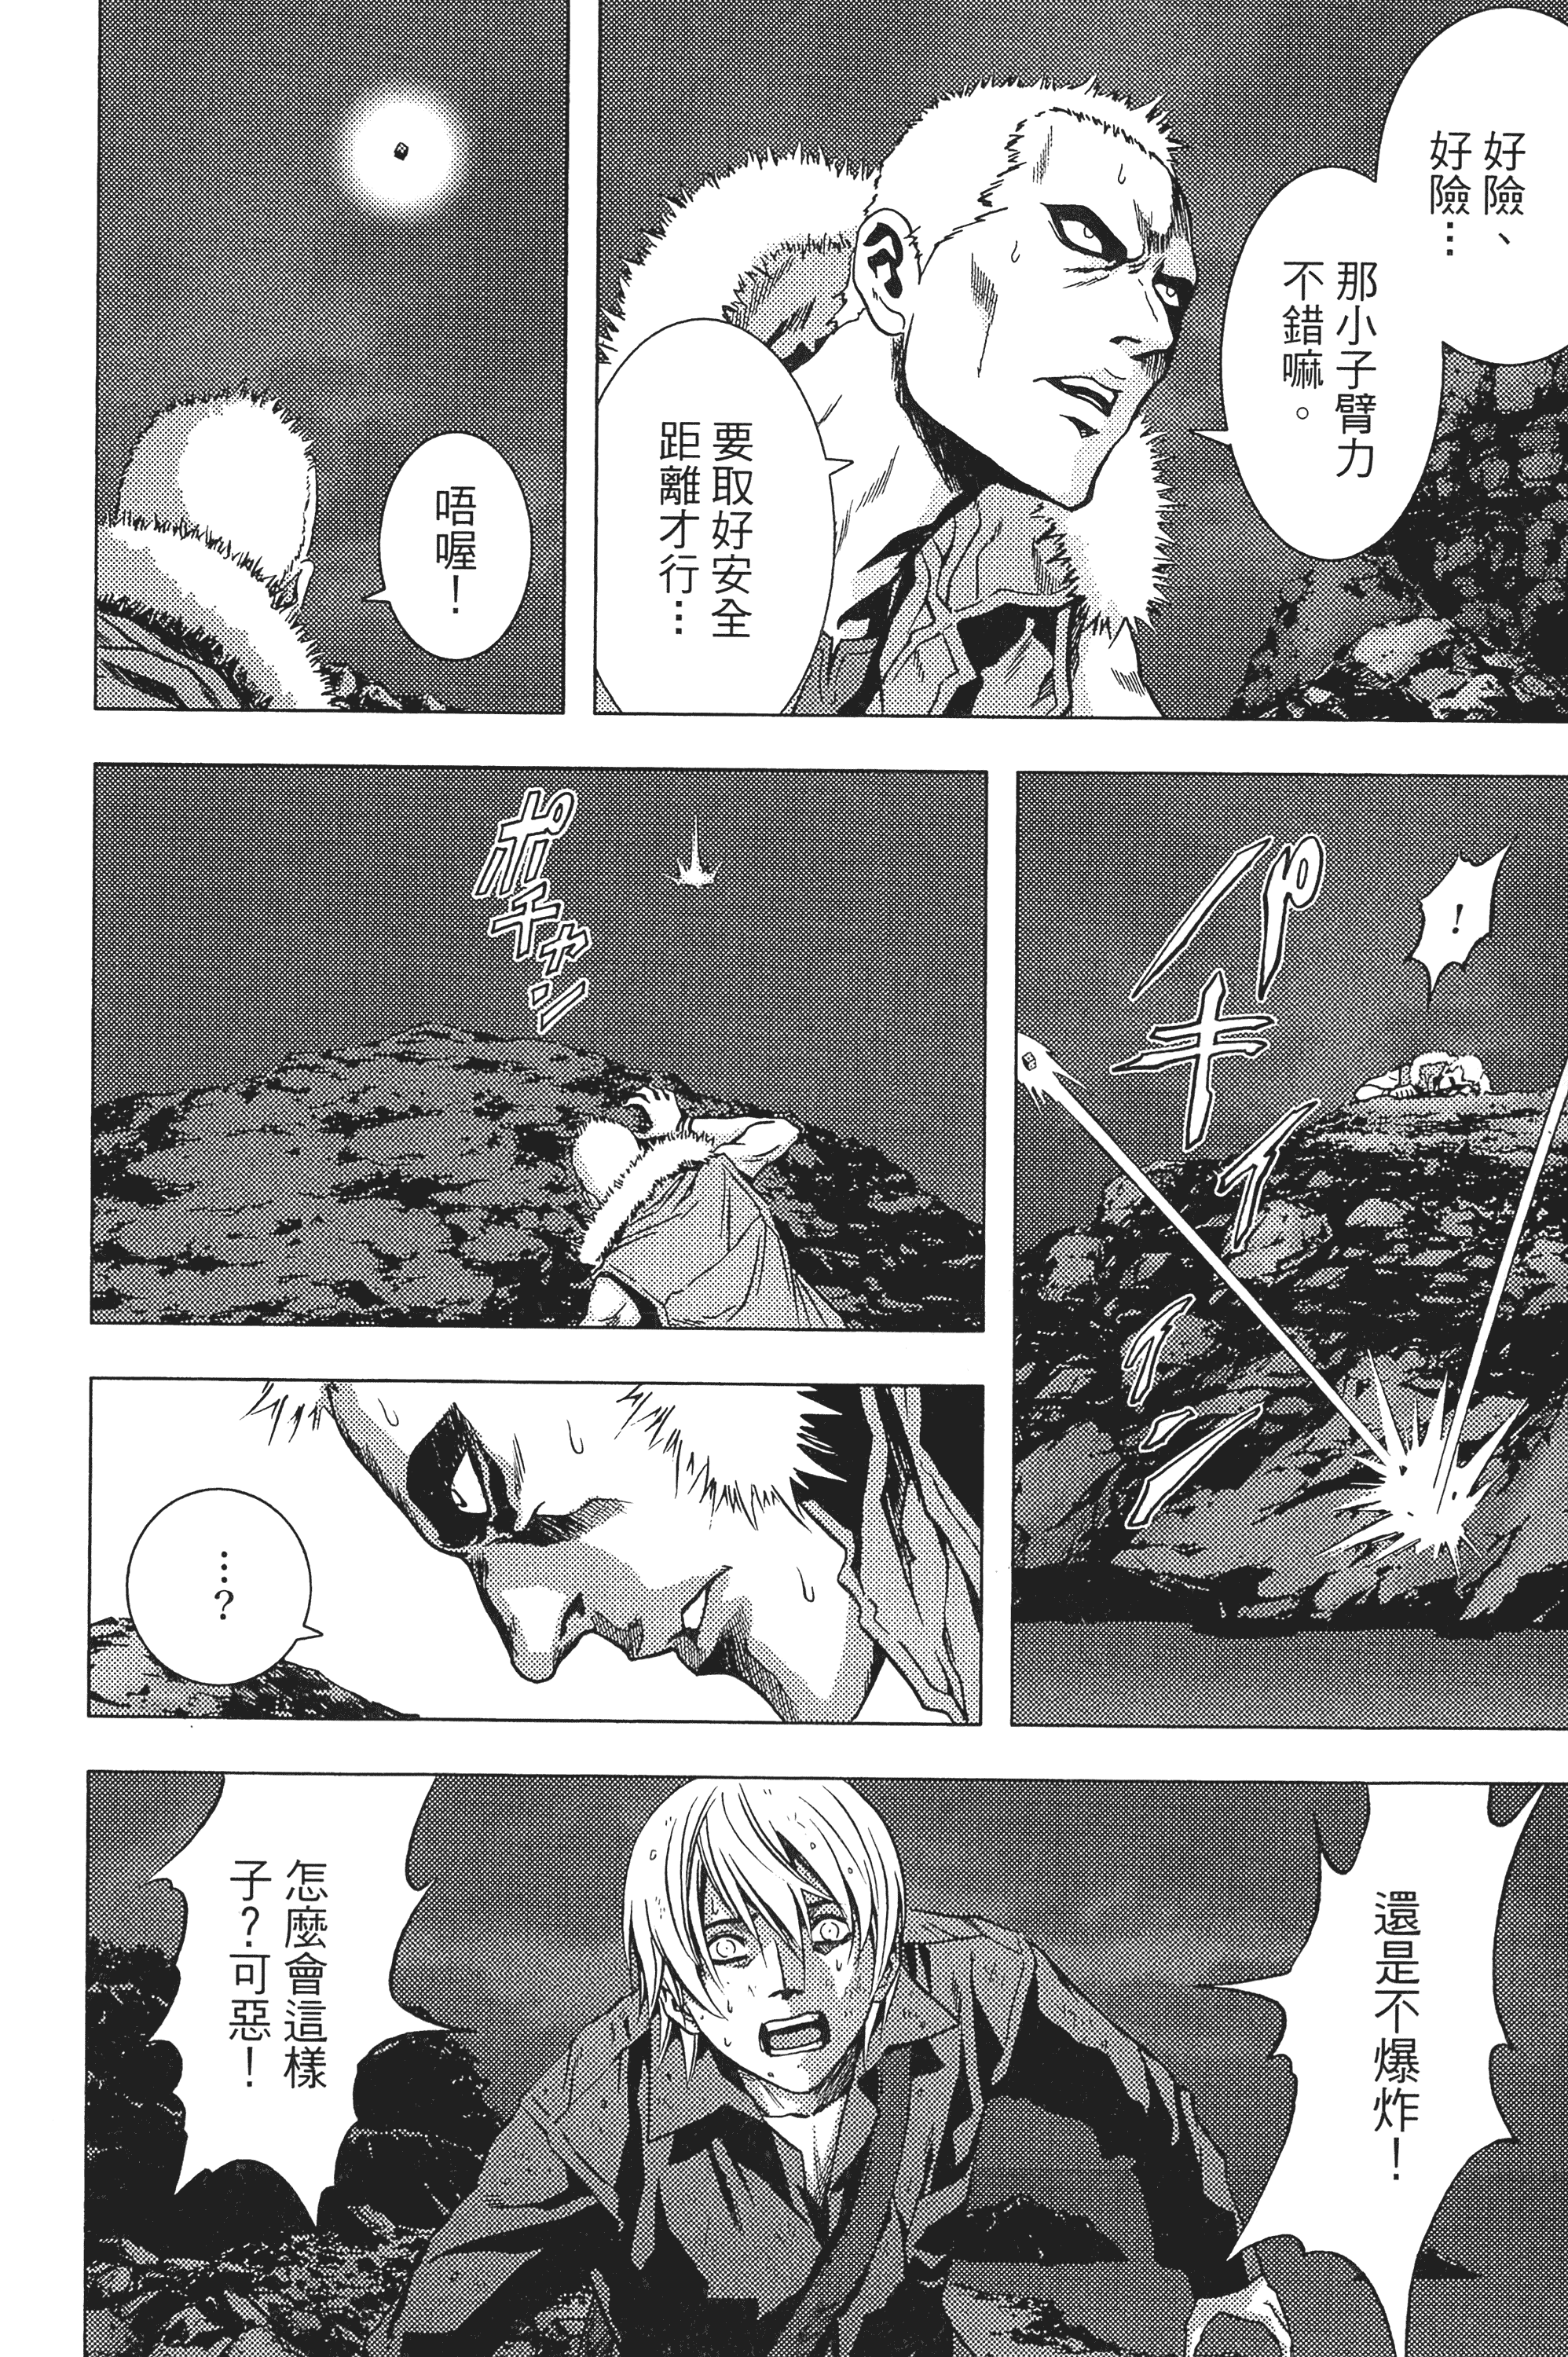 好險、
好險…
那小子臂力
不錯嘛。
要取好安全
距離才行…
唔喔！
！
パキィィン
ポチャン
…？
還是不爆炸！
怎麼會這樣
子？可惡！